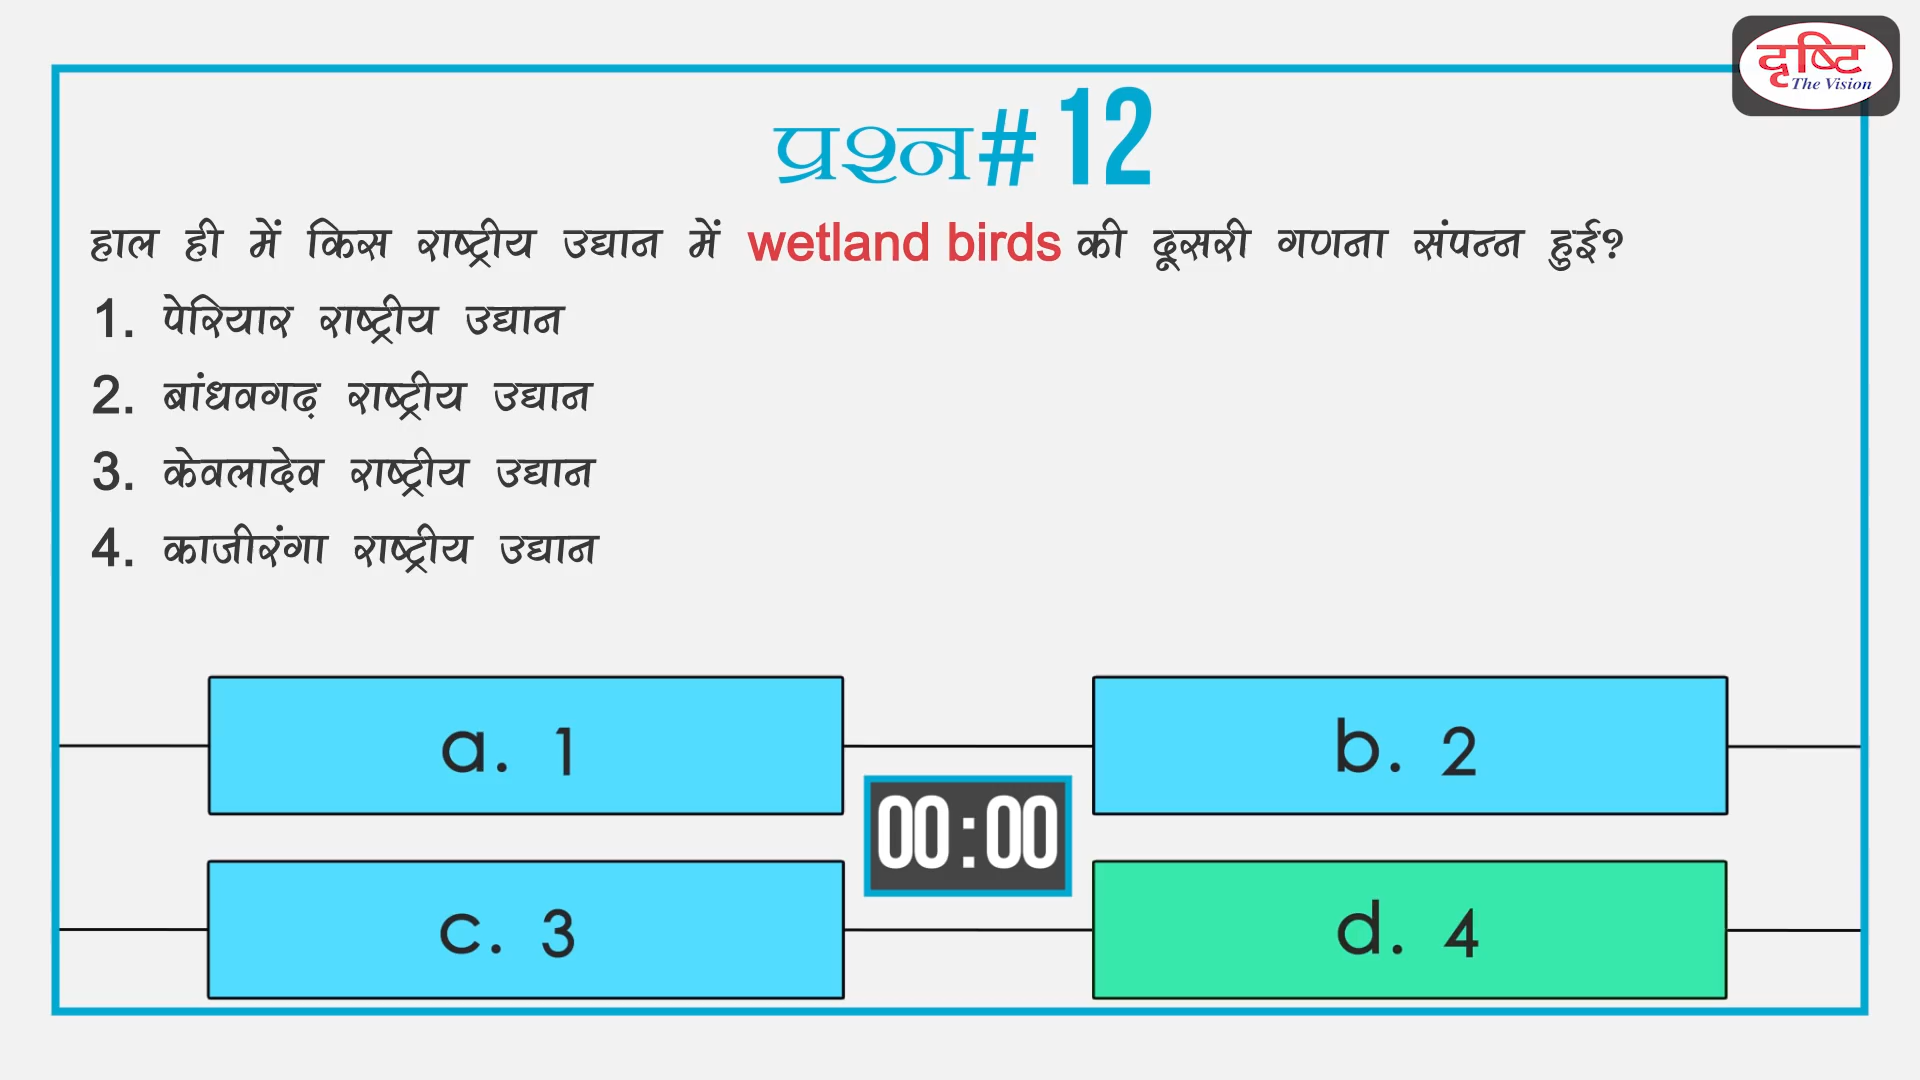 दृष्टि
The Vision
प्रश्न# 12
हाल ही में किस राष्ट्रीय उद्यान में wetland birds की दूसरी गणना संपन्न हुई?
1. पेरियार राष्ट्रीय उद्यान
2. बांधवगढ़ राष्ट्रीय उद्यान
3. केवलादेव राष्ट्रीय उद्यान
4. काजीरंगा राष्ट्रीय उद्यान
a. 1
b. 2
00:00
c. 3
d. 4